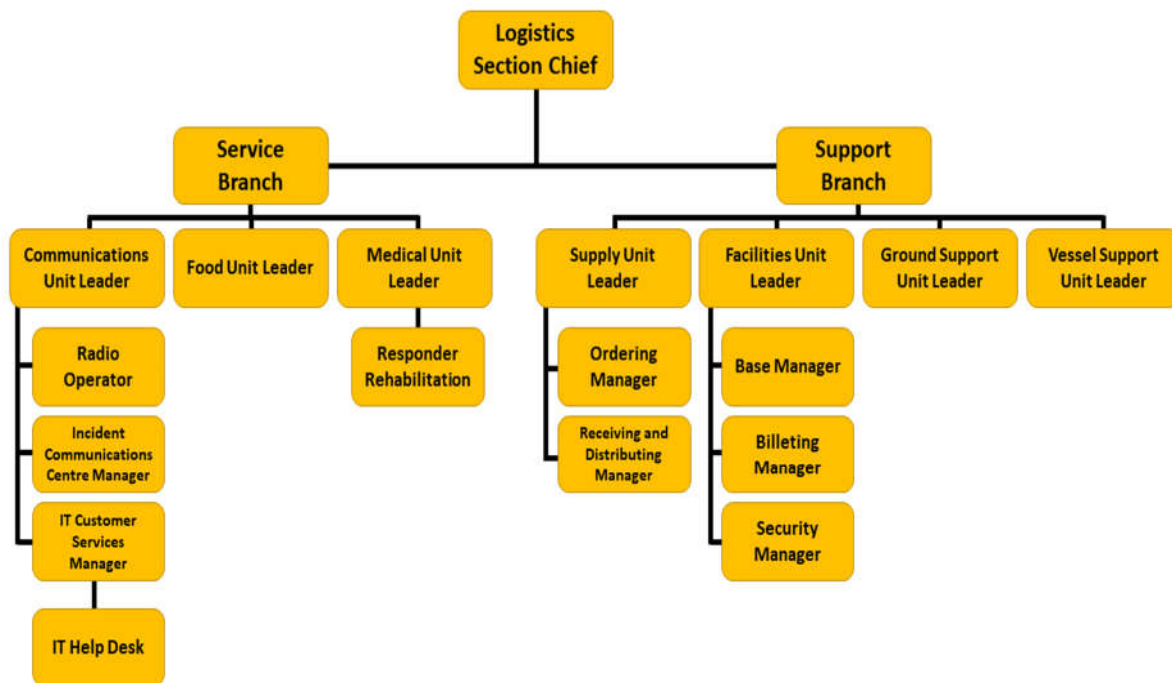 Logistics
Section Chief
Service
Branch
Support
Branch
Communications
Unit Leader
Food Unit Leader
Medical Unit
Leader
Supply Unit
Leader
Facilities Unit
Leader
Ground Support
Unit Leader
Vessel Support
Unit Leader
Radio
Operator
Incident
Communications
Centre Manager
IT Customer
Services
Manager
IT Help Desk
Responder
Rehabilitation
Ordering
Manager
Receiving and
Distributing
Manager
Base Manager
Billeting
Manager
Security
Manager